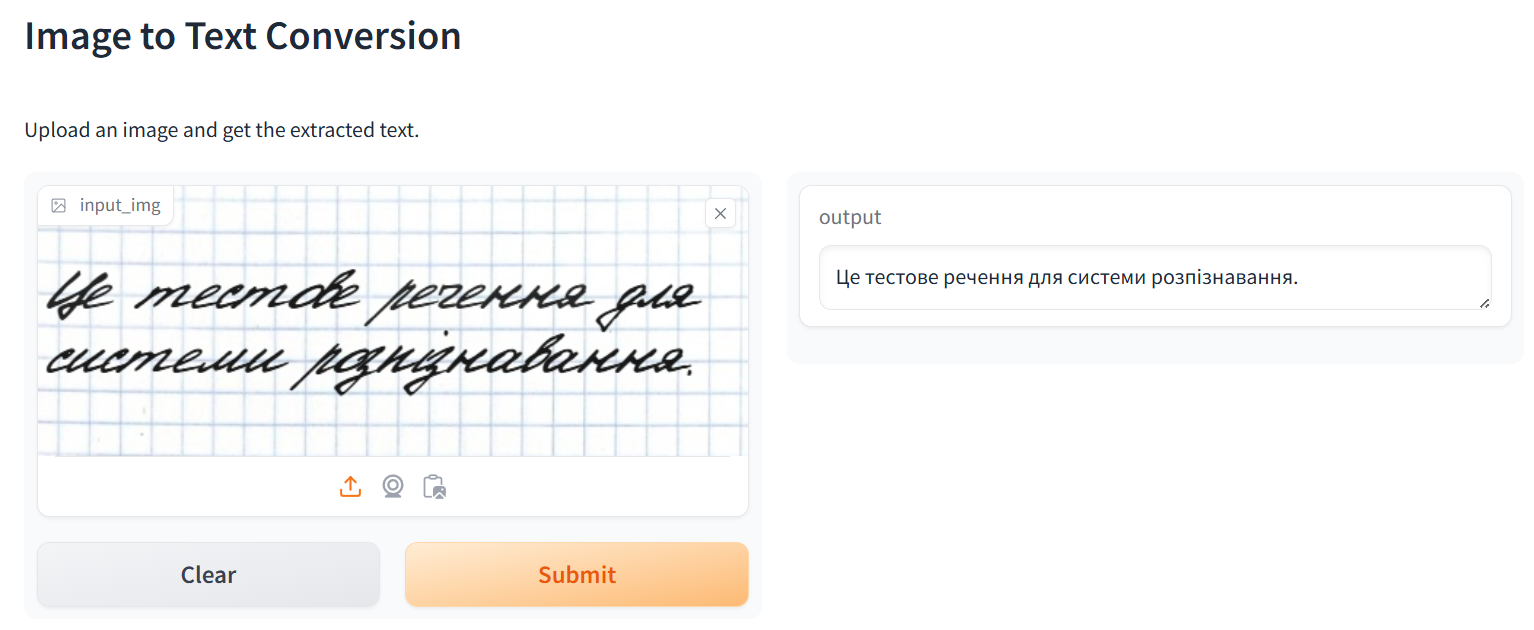 Image to Text Conversion
Upload an image and get the extracted text.
input_img
Це тестове речення для
системи розпізнавання.
Clear
Submit
output
Це тестове речення для системи розпізнавання.